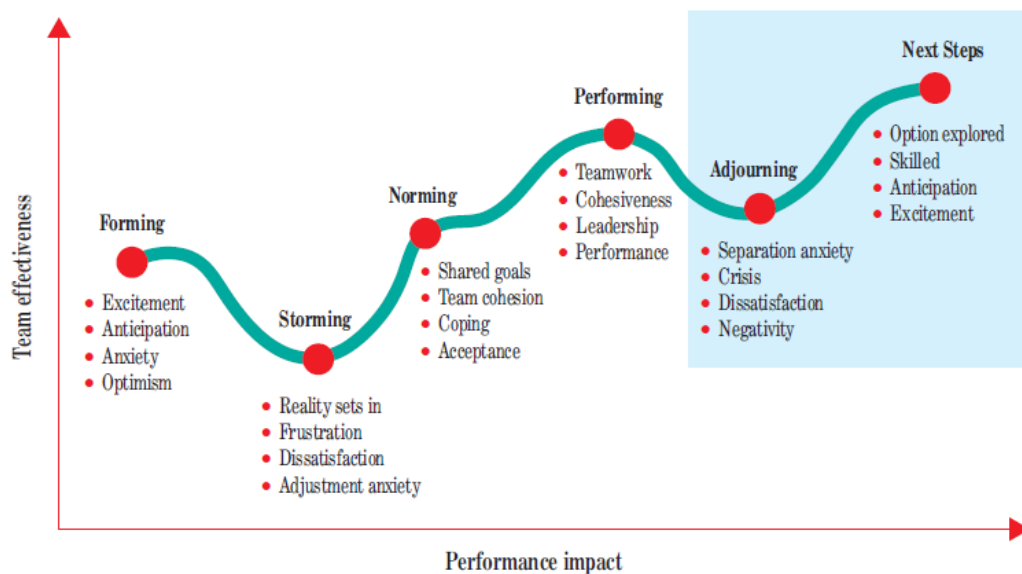 Team effectiveness
Forming
Excitement
Anticipation
Anxiety
Optimism
Storming
Reality sets in
Frustration
Dissatisfaction
Adjustment anxiety
Norming
Shared goals
Team cohesion
Coping
Acceptance
Performing
Teamwork
Cohesiveness
Leadership
Performance
Adjourning
Separation anxiety
Crisis
Dissatisfaction
Negativity
Next Steps
Option explored
Skilled
Anticipation
Excitement
Performance impact